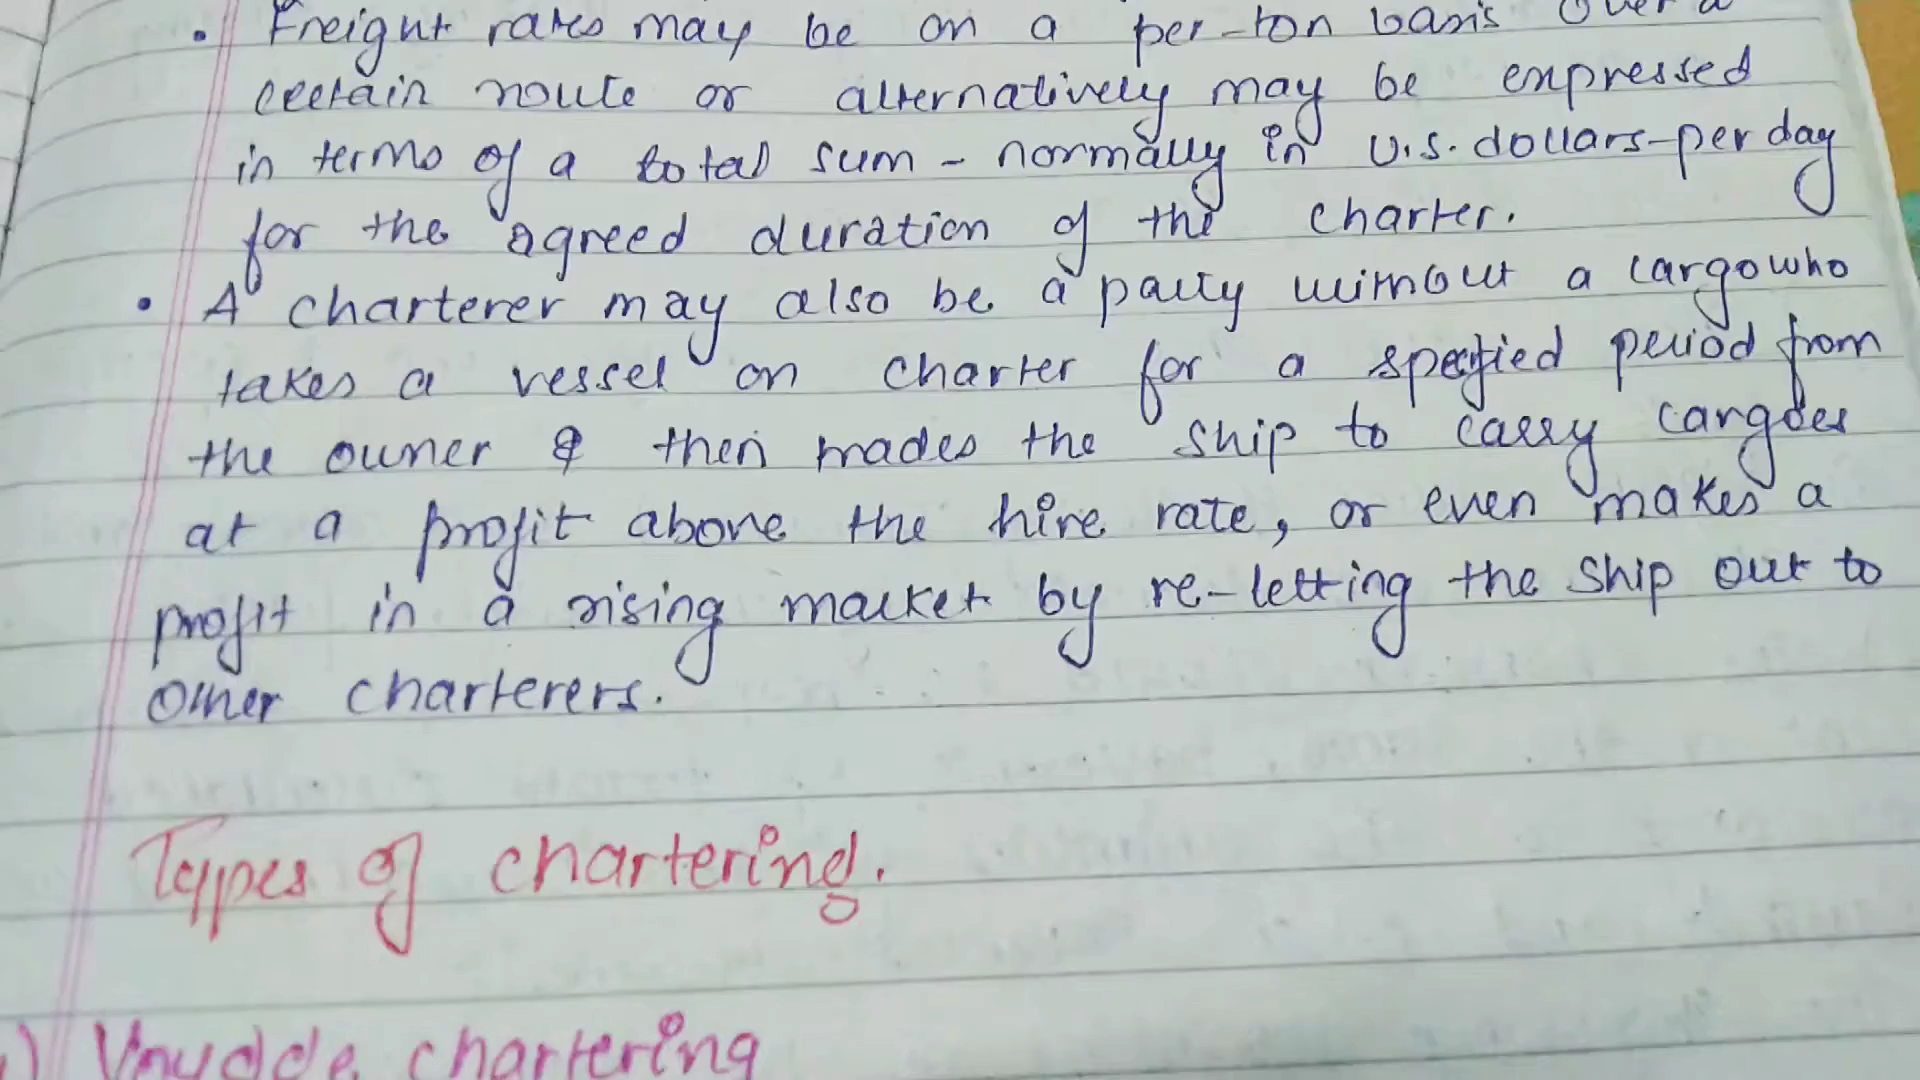 • Freight rates may be on a per-ton basis over a
certain route or alternatively may be expressed
in terms of a total sum - normally in U.S. dollars-per day
for the agreed duration of the charter.
• A charterer may also be a party without a cargo who
takes a vessel on charter for a specified period from
the owner & then trades the ship to carry cargoes
at a profit above the hire rate, or even makes a
profit in a rising market by re-letting the ship out to
other charterers.
Types of chartering.
) Voyage chartering